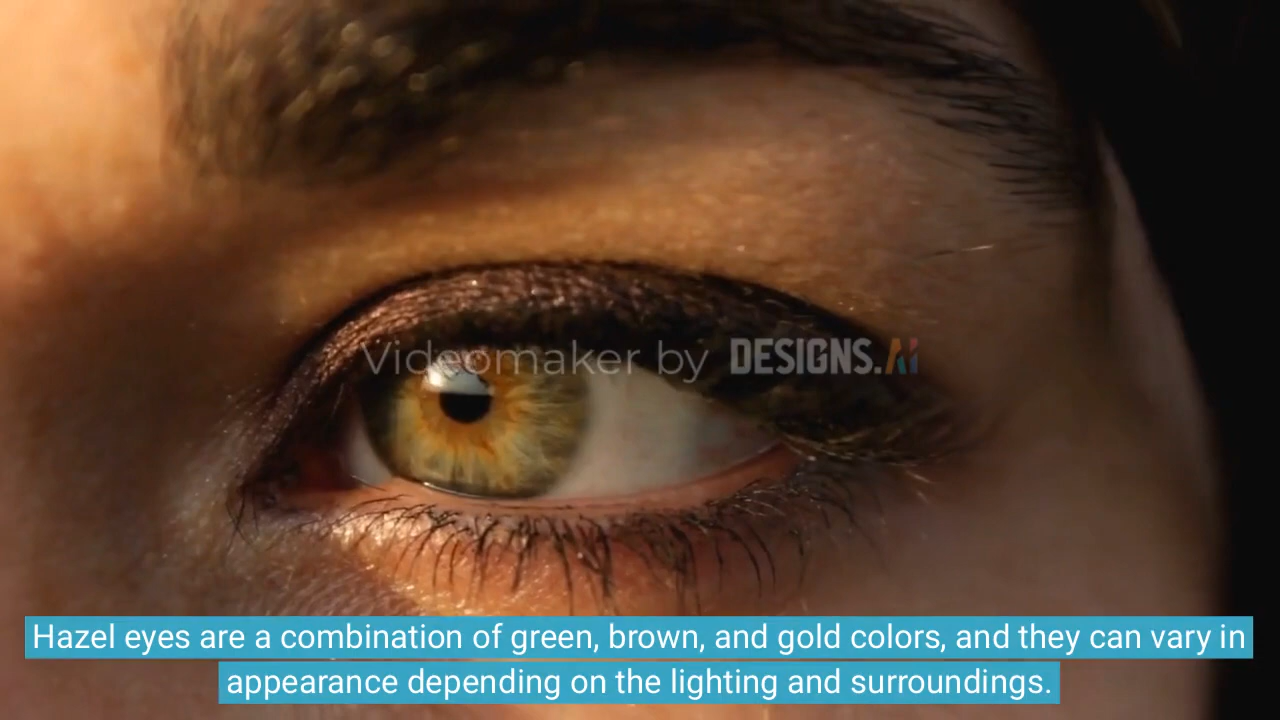 Videomaker by DESIGNS.Ai
Hazel eyes are a combination of green, brown, and gold colors, and they can vary in
appearance depending on the lighting and surroundings.